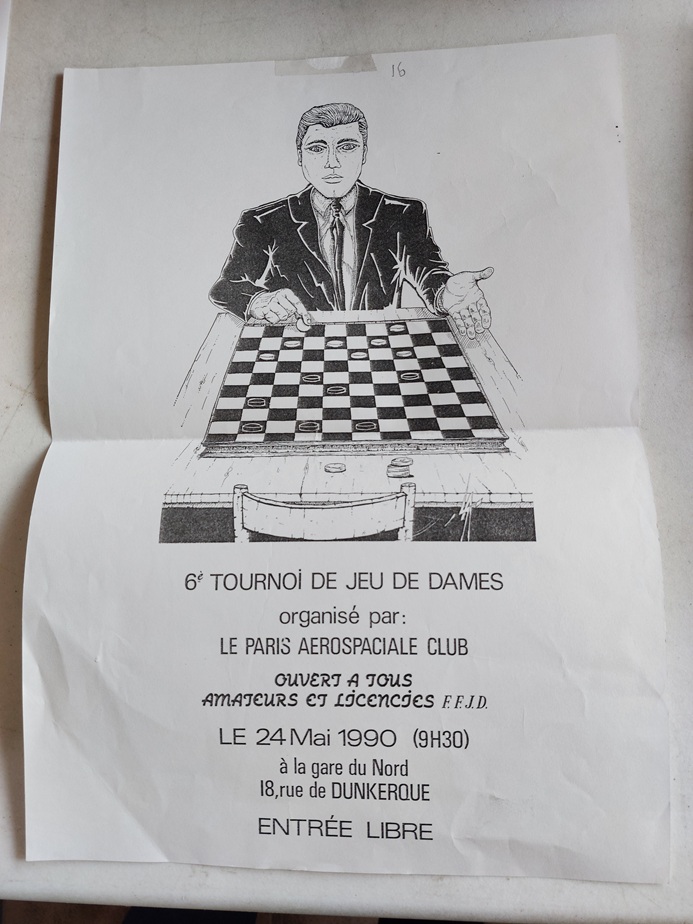 16
6è TOURNOI DE JEU DE DAMES
organisé par:
LE PARIS AEROSPACIALE CLUB
OUVERT A TOUS
AMATEURS ET LICENCIES F.F.J.D.
LE 24 Mai 1990 (9H30)
à la gare du Nord
18, rue de DUNKERQUE
ENTRÉE LIBRE